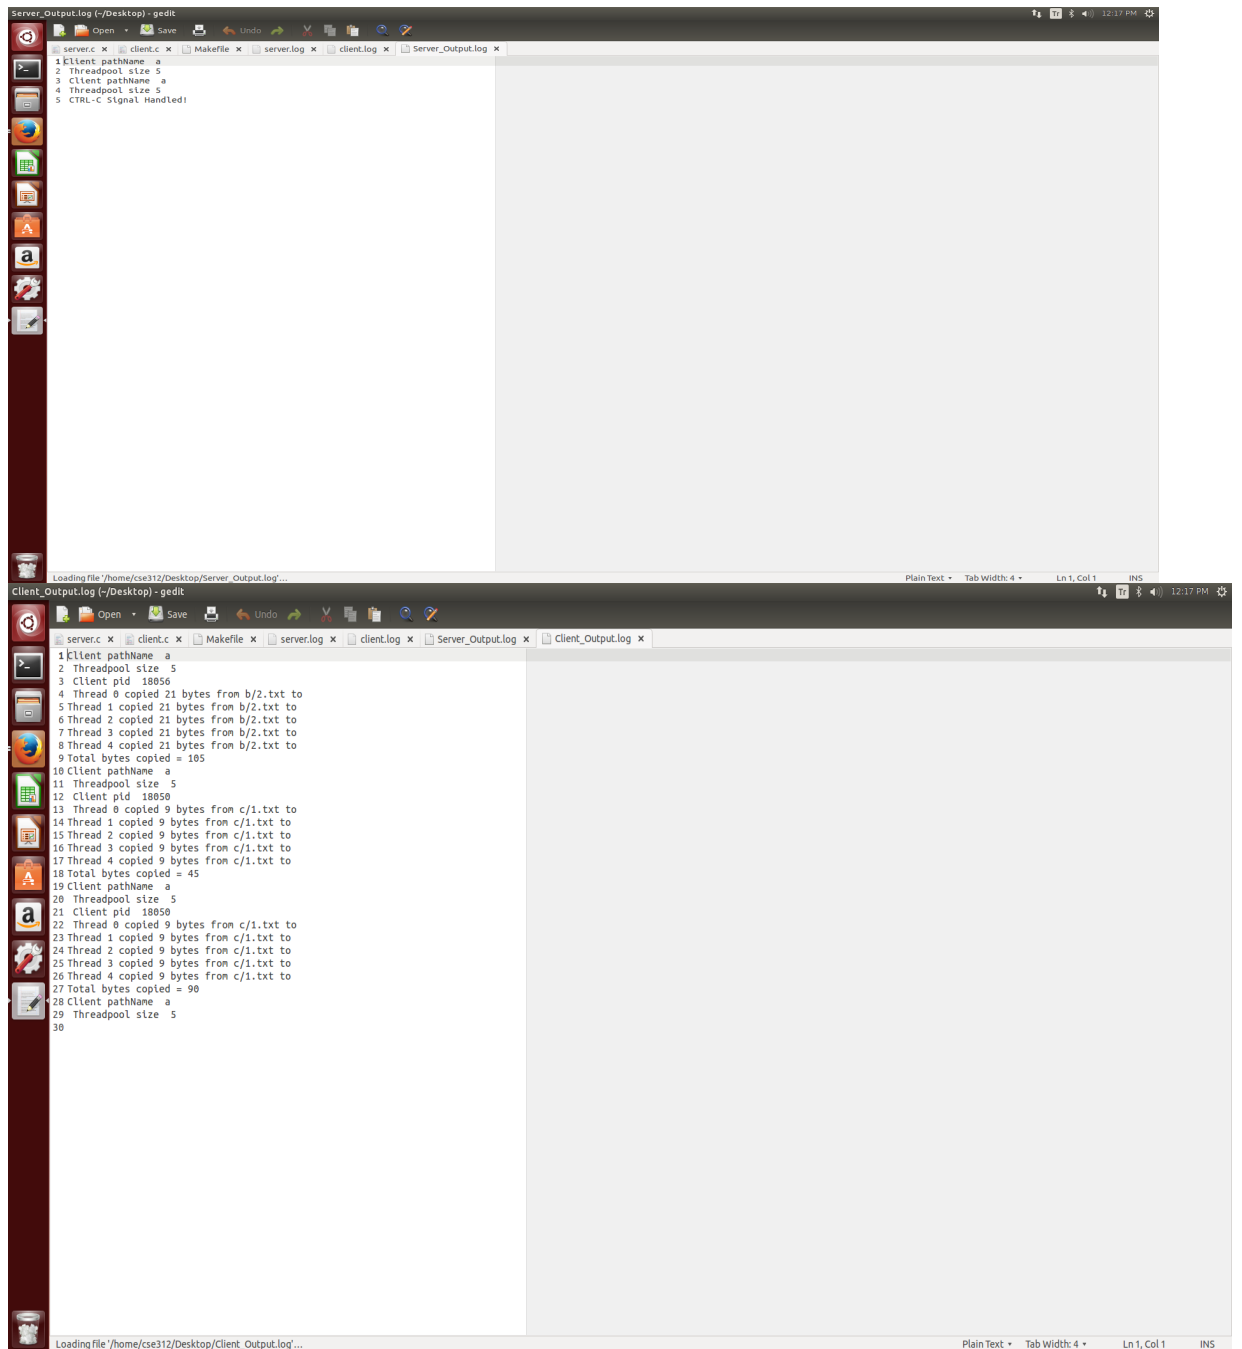 Server_Output.log (~/Desktop) - gedit
Tr 12:17 PM
Open Save Undo
server.c × client.c × Makefile × server.log × client.log × Server_Output.log ×
1 Client pathName  a
2  Threadpool size 5
3  Client pathName  a
4  Threadpool size 5
5  CTRL-C Signal Handled!
Loading file '/home/cse312/Desktop/Server_Output.log'... Plain Text Tab Width: 4 Ln 1, Col 1 INS
Client_Output.log (~/Desktop) - gedit
Tr 12:17 PM
Open Save Undo
server.c × client.c × Makefile × server.log × client.log × Server_Output.log × Client_Output.log ×
1 Client pathName  a
2  Threadpool size  5
3  Client pid  18056
4  Thread 0 copied 21 bytes from b/2.txt to
5 Thread 1 copied 21 bytes from b/2.txt to
6 Thread 2 copied 21 bytes from b/2.txt to
7 Thread 3 copied 21 bytes from b/2.txt to
8 Thread 4 copied 21 bytes from b/2.txt to
9 Total bytes copied = 105
10 Client pathName  a
11  Threadpool size  5
12  Client pid  18050
13  Thread 0 copied 9 bytes from c/1.txt to
14 Thread 1 copied 9 bytes from c/1.txt to
15 Thread 2 copied 9 bytes from c/1.txt to
16 Thread 3 copied 9 bytes from c/1.txt to
17 Thread 4 copied 9 bytes from c/1.txt to
18 Total bytes copied = 45
19 Client pathName  a
20  Threadpool size  5
21  Client pid  18050
22  Thread 0 copied 9 bytes from c/1.txt to
23 Thread 1 copied 9 bytes from c/1.txt to
24 Thread 2 copied 9 bytes from c/1.txt to
25 Thread 3 copied 9 bytes from c/1.txt to
26 Thread 4 copied 9 bytes from c/1.txt to
27 Total bytes copied = 90
28 Client pathName  a
29  Threadpool size  5
30
Loading file '/home/cse312/Desktop/Client_Output.log'... Plain Text Tab Width: 4 Ln 1, Col 1 INS